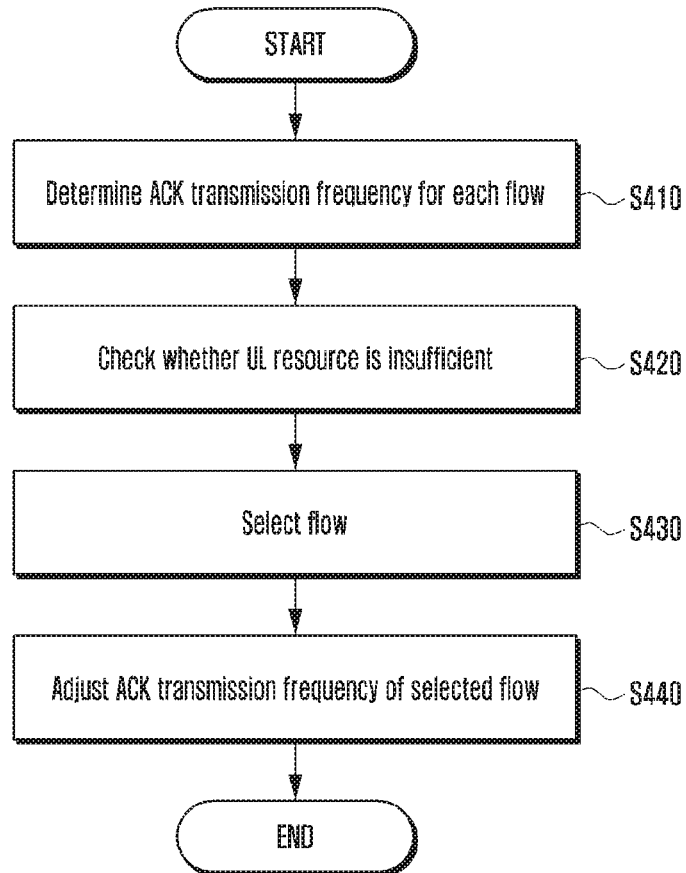 START
Determine ACK transmission frequency for each flow
S410
Check whether UL resource is insufficient
S420
Select flow
S430
Adjust ACK transmission frequency of selected flow
S440
END